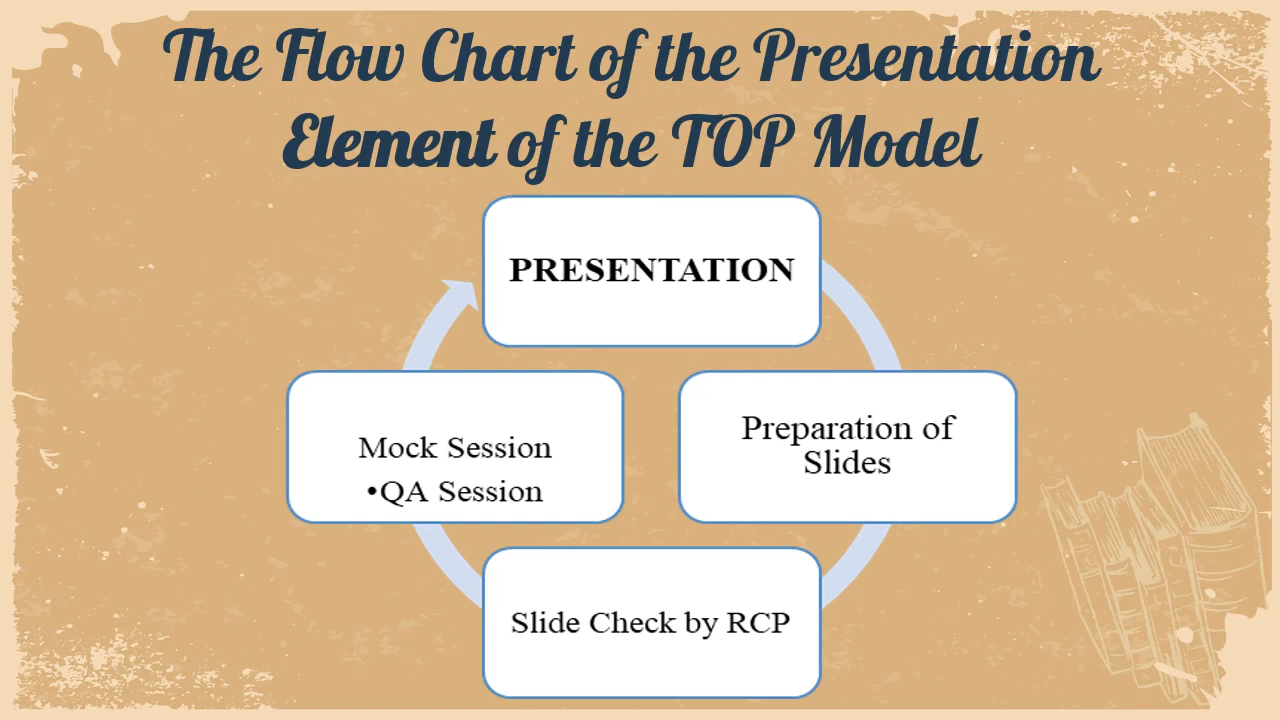 The Flow Chart of the Presentation
Element of the TOP Model
PRESENTATION
Preparation of
Slides
Slide Check by RCP
Mock Session
•QA Session